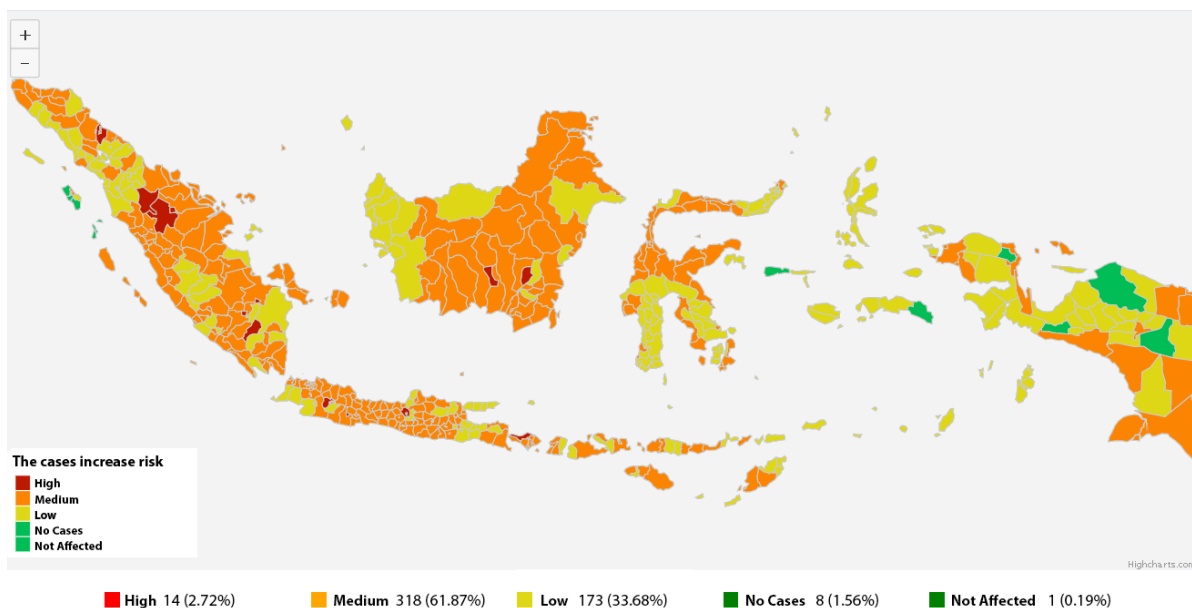 +
−
The cases increase risk
High
Medium
Low
No Cases
Not Affected
Highcharts.com
High 14 (2.72%) Medium 318 (61.87%) Low 173 (33.68%) No Cases 8 (1.56%) Not Affected 1 (0.19%)